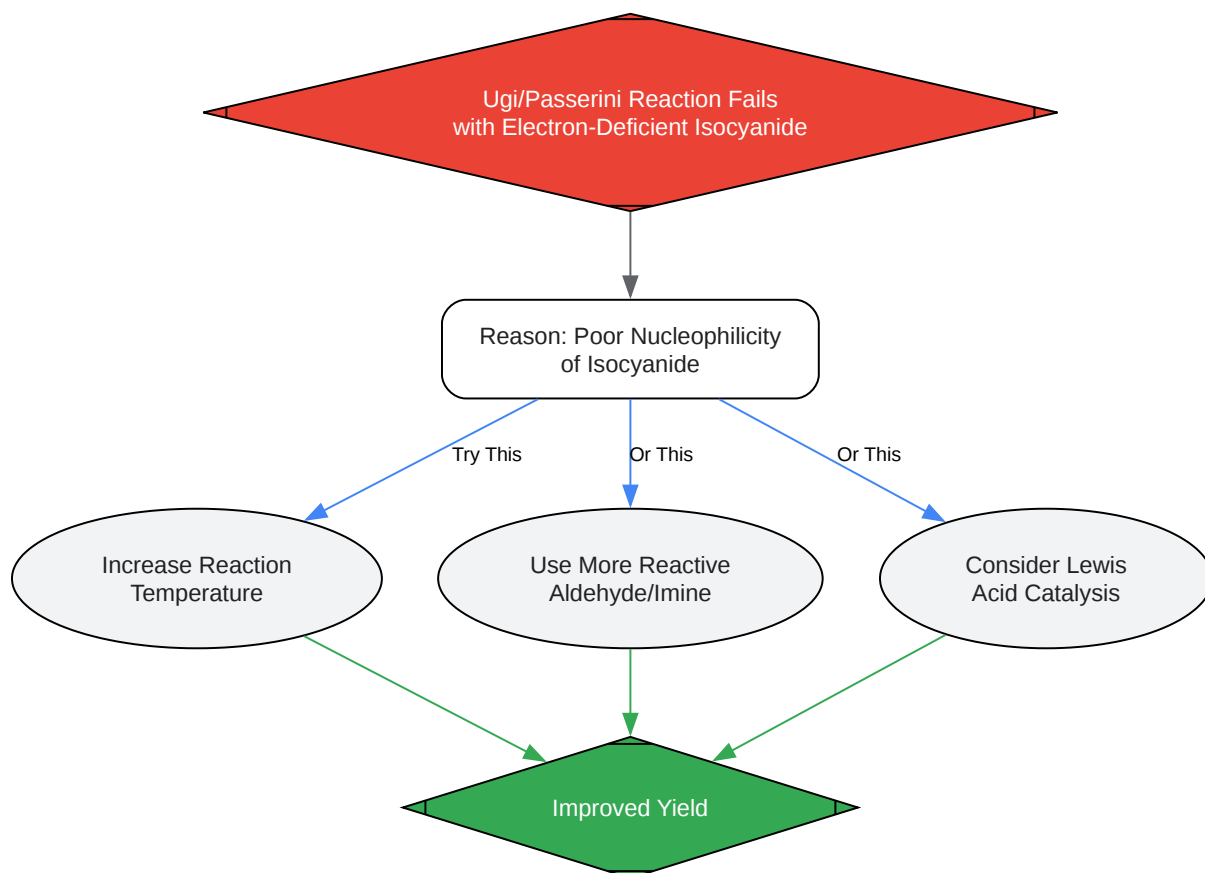 Ugi/Passerini Reaction Fails
with Electron-Deficient Isocyanide
Reason: Poor Nucleophilicity
of Isocyanide
Try This
Or This
Or This
Increase Reaction
Temperature
Use More Reactive
Aldehyde/Imine
Consider Lewis
Acid Catalysis
Improved Yield